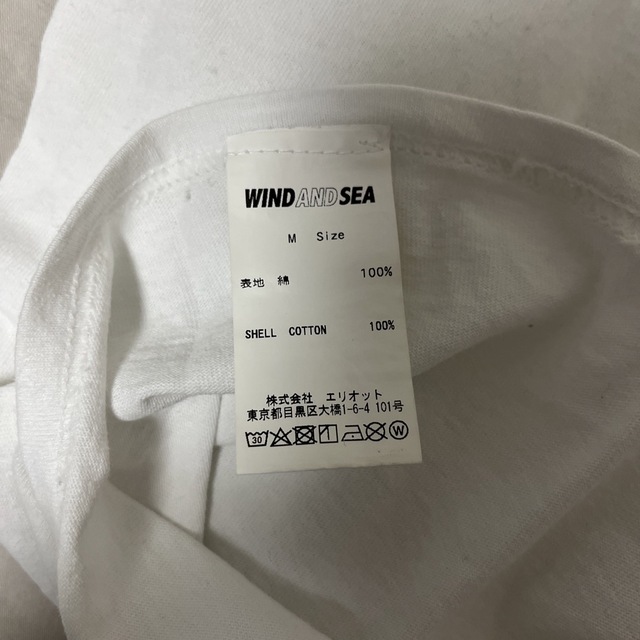 WINDANDSEA
M Size
表地 綿 100%
SHELL COTTON 100%
株式会社 エリオット
東京都目黒区大橋1-6-4 101号
30 W